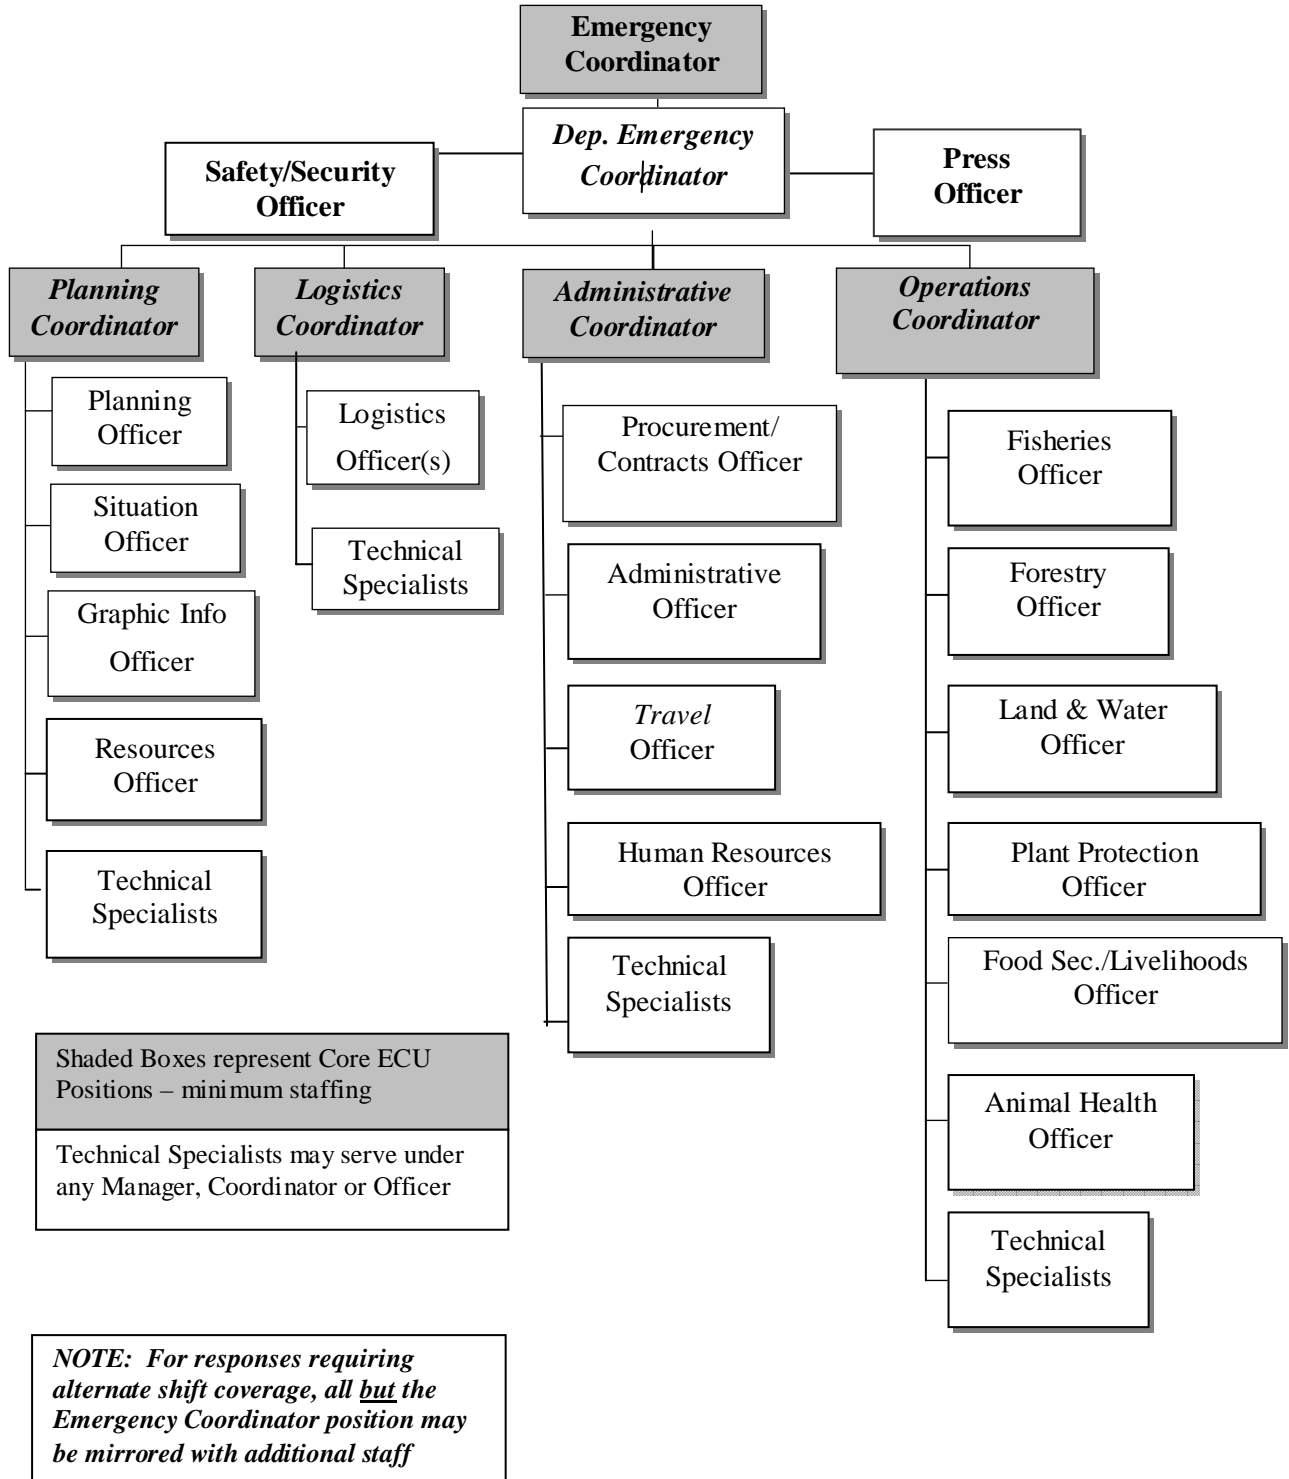 Emergency
Coordinator
Dep. Emergency
Coordinator
Safety/Security
Officer
Press
Officer
Planning
Coordinator
Logistics
Coordinator
Administrative
Coordinator
Operations
Coordinator
Planning
Officer
Situation
Officer
Graphic Info
Officer
Resources
Officer
Technical
Specialists
Logistics
Officer(s)
Technical
Specialists
Procurement/
Contracts Officer
Administrative
Officer
Travel
Officer
Human Resources
Officer
Technical
Specialists
Fisheries
Officer
Forestry
Officer
Land & Water
Officer
Plant Protection
Officer
Food Sec./Livelihoods
Officer
Animal Health
Officer
Technical
Specialists
Shaded Boxes represent Core ECU
Positions – minimum staffing
Technical Specialists may serve under
any Manager, Coordinator or Officer
NOTE: For responses requiring
alternate shift coverage, all but the
Emergency Coordinator position may
be mirrored with additional staff